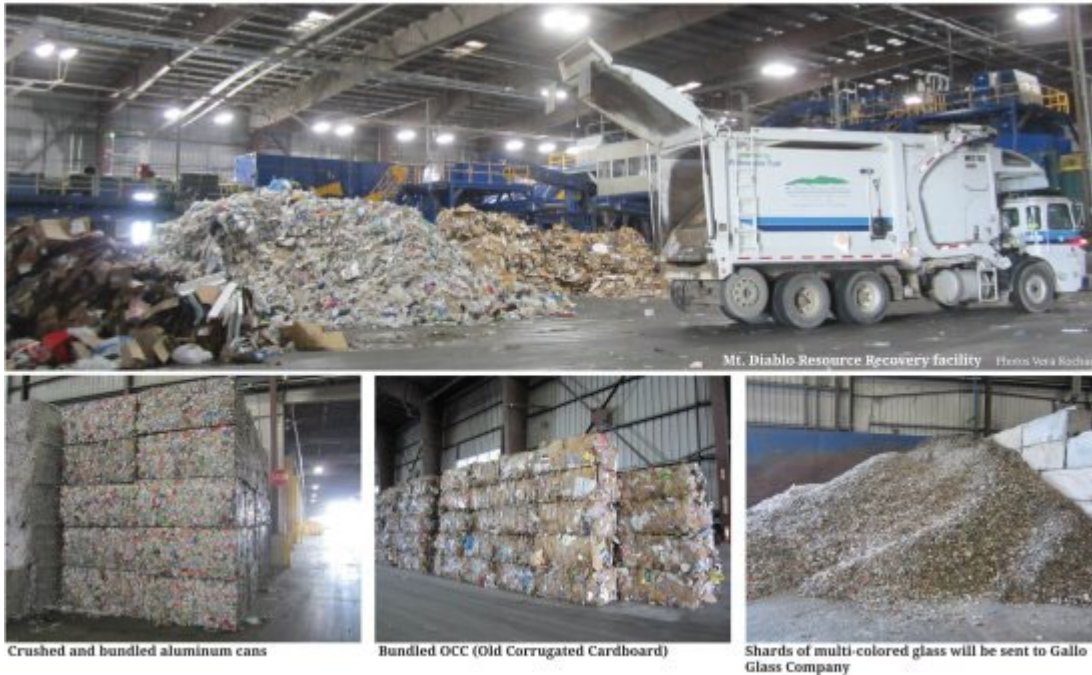 Mt. Diablo Resource Recovery facility Photos Vera Kochan
Crushed and bundled aluminum cans
Bundled OCC (Old Corrugated Cardboard)
Shards of multi-colored glass will be sent to Gallo
Glass Company